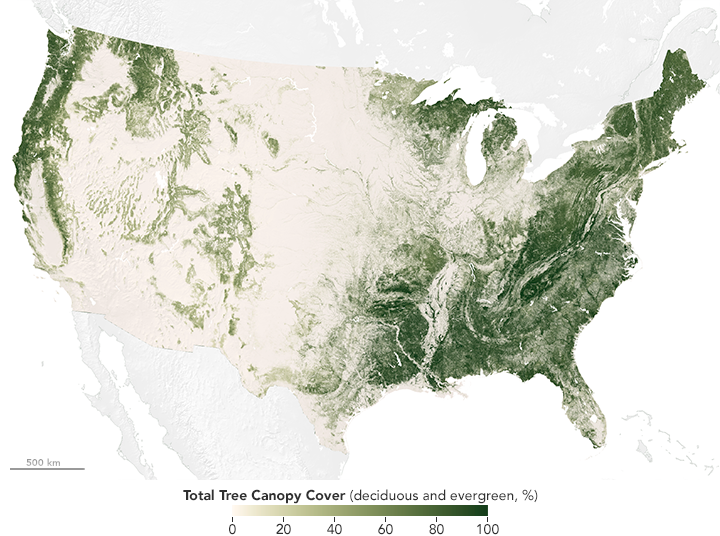 500 km
Total Tree Canopy Cover (deciduous and evergreen, %)
0 20 40 60 80 100